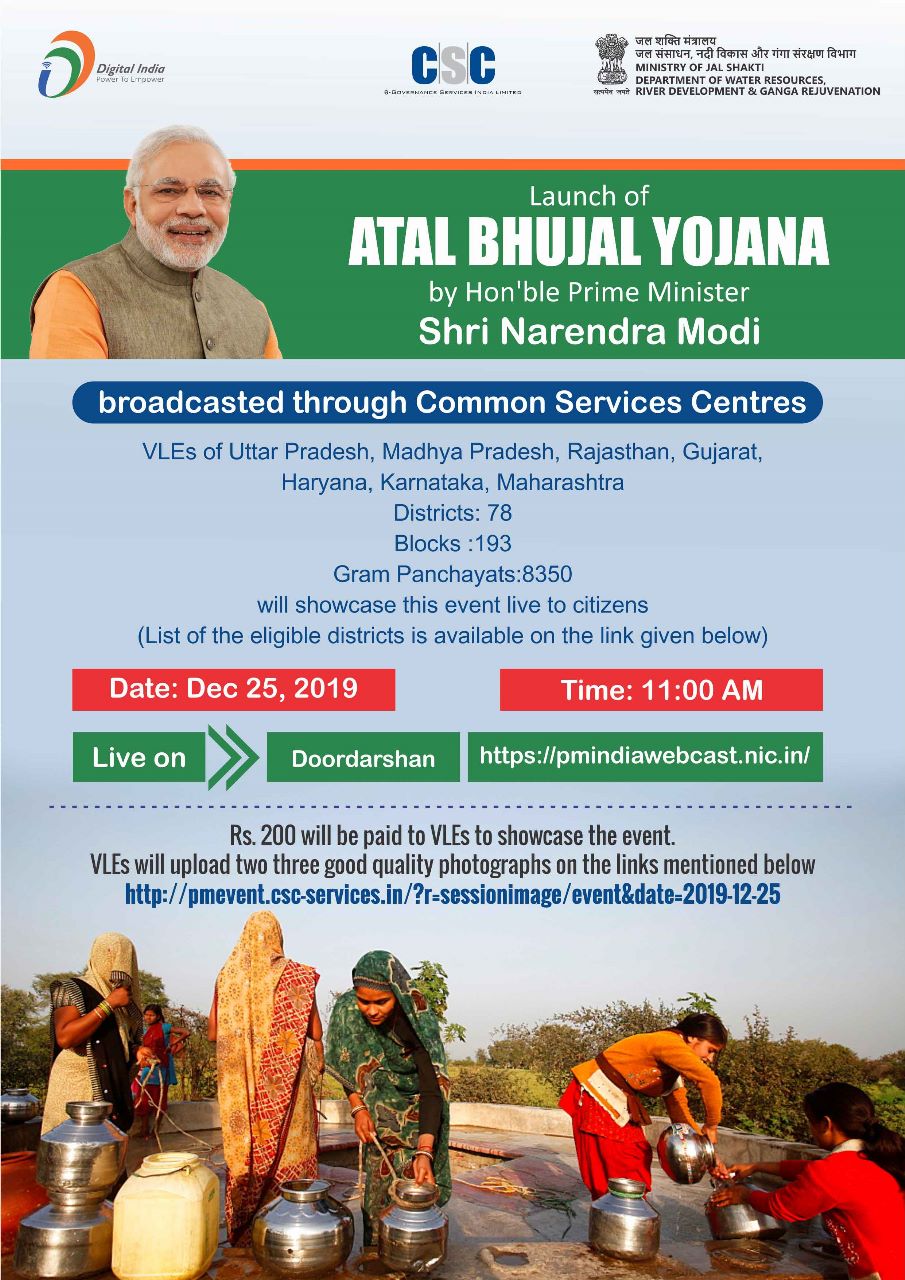 Digital India
Power To Empower
CSC
e-Governance Services India Limited
सत्यमेव जयते
जल शक्ति मंत्रालय
जल संसाधन, नदी विकास और गंगा संरक्षण विभाग
MINISTRY OF JAL SHAKTI
DEPARTMENT OF WATER RESOURCES,
RIVER DEVELOPMENT & GANGA REJUVENATION
Launch of
ATAL BHUJAL YOJANA
by Hon'ble Prime Minister
Shri Narendra Modi
broadcasted through Common Services Centres
VLEs of Uttar Pradesh, Madhya Pradesh, Rajasthan, Gujarat,
Haryana, Karnataka, Maharashtra
Districts: 78
Blocks :193
Gram Panchayats:8350
will showcase this event live to citizens
(List of the eligible districts is available on the link given below)
Date: Dec 25, 2019
Time: 11:00 AM
Live on
Doordarshan
https://pmindiawebcast.nic.in/
Rs. 200 will be paid to VLEs to showcase the event.
VLEs will upload two three good quality photographs on the links mentioned below
http://pmevent.csc-services.in/?r=sessionimage/event&date=2019-12-25